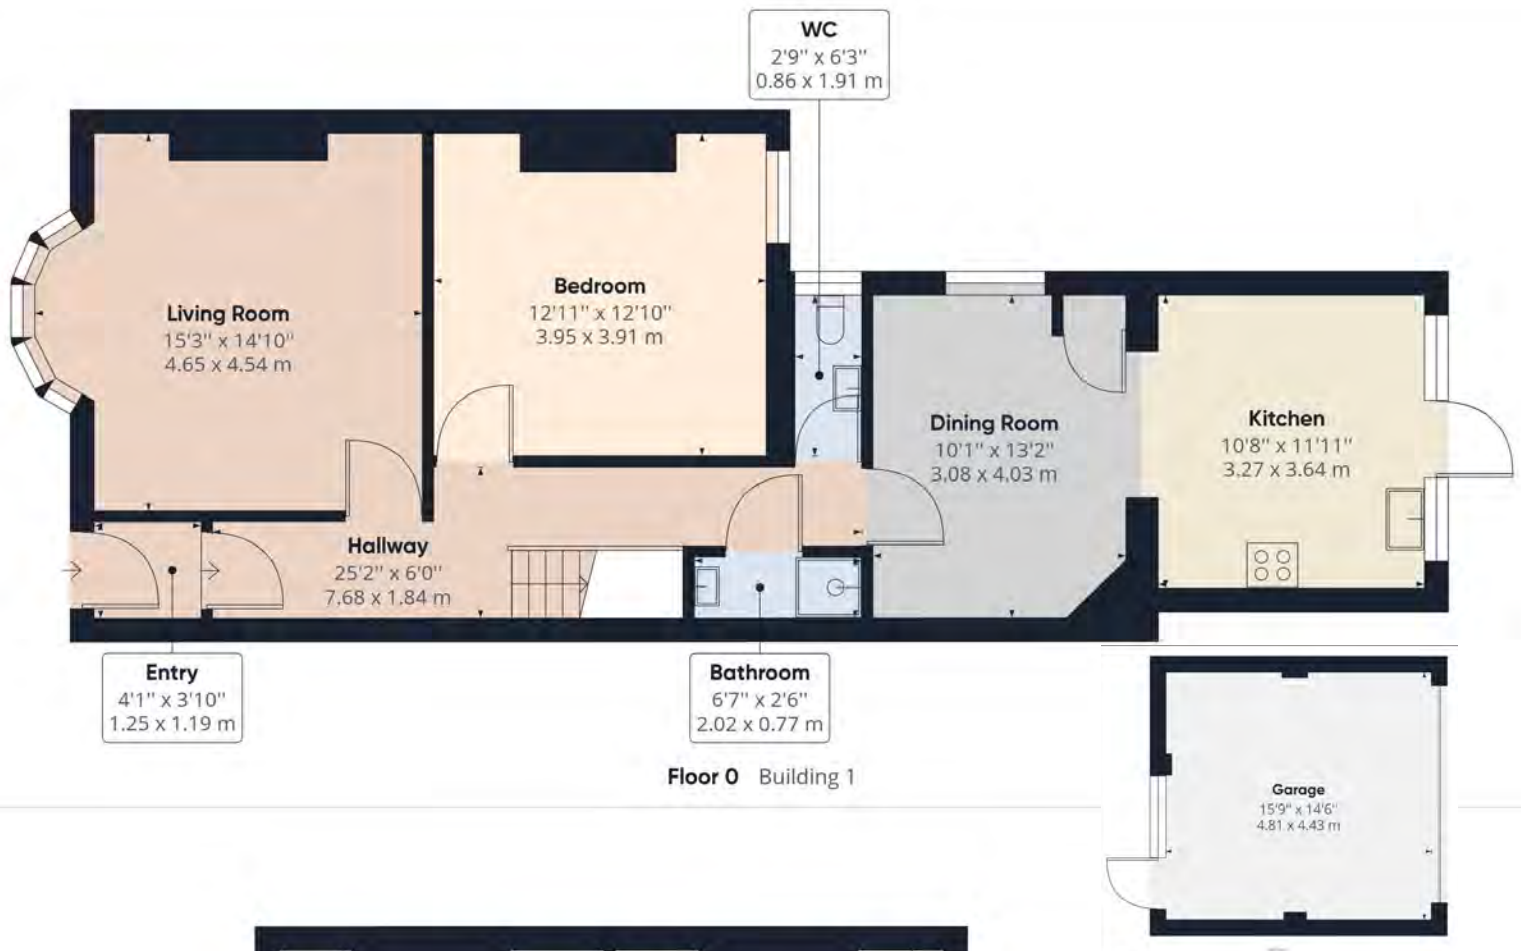 WC
2'9" x 6'3"
0.86 x 1.91 m
Living Room
15'3" x 14'10"
4.65 x 4.54 m
Bedroom
12'11" x 12'10"
3.95 x 3.91 m
Dining Room
10'1" x 13'2"
3.08 x 4.03 m
Kitchen
10'8" x 11'11"
3.27 x 3.64 m
Hallway
25'2" x 6'0"
7.68 x 1.84 m
Entry
4'1" x 3'10"
1.25 x 1.19 m
Bathroom
6'7" x 2'6"
2.02 x 0.77 m
Floor 0 Building 1
Garage
15'9" x 14'6"
4.81 x 4.43 m